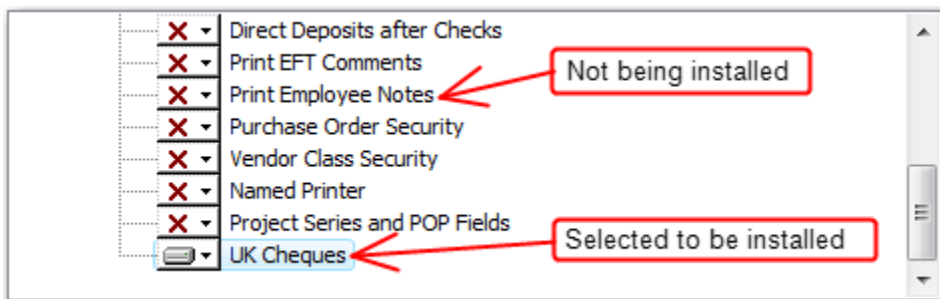 Direct Deposits after Checks
Print EFT Comments
Not being installed
Print Employee Notes
Purchase Order Security
Vendor Class Security
Named Printer
Project Series and POP Fields
Selected to be installed
UK Cheques